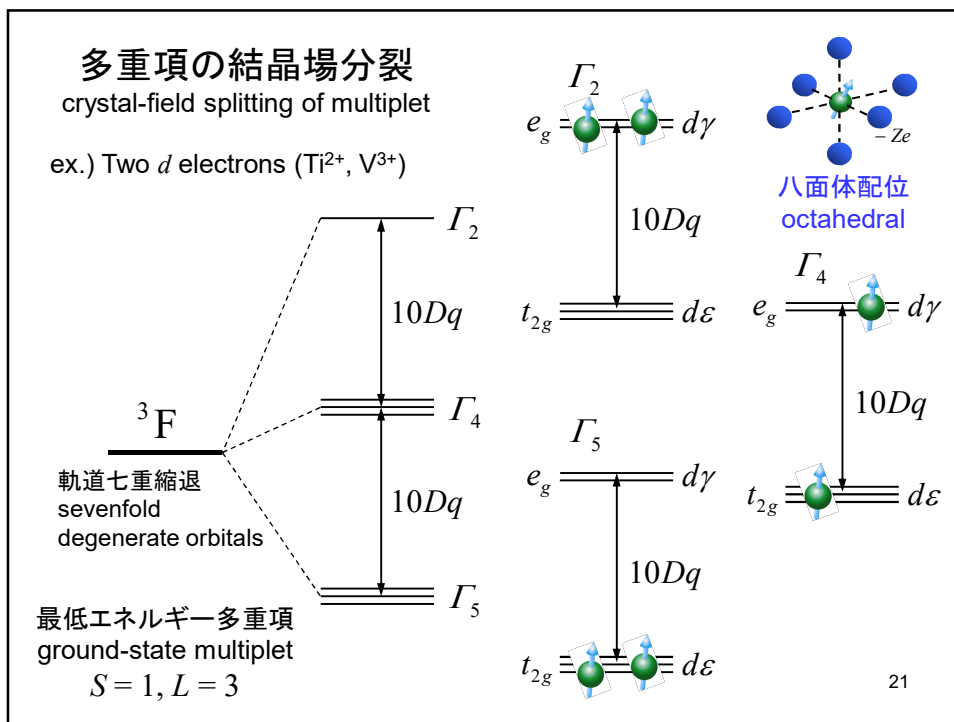 多重項の結晶場分裂
crystal-field splitting of multiplet
ex.) Two d electrons (Ti²⁺, V³⁺)
Γ₂
10Dq
Γ₄
10Dq
Γ₅
³F
軌道七重縮退
sevenfold
degenerate orbitals
最低エネルギー多重項
ground-state multiplet
S = 1, L = 3
Γ₂
e_g
dγ
10Dq
t₂g
dε
Γ₅
e_g
dγ
10Dq
t₂g
dε
− Ze
八面体配位
octahedral
Γ₄
e_g
dγ
10Dq
t₂g
dε
21